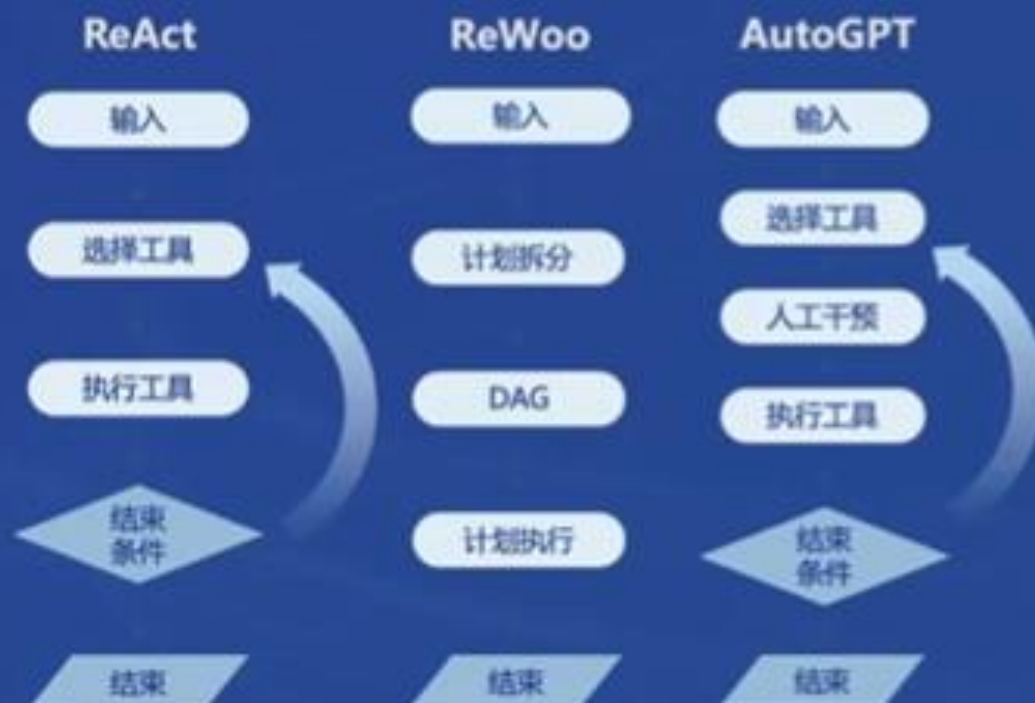 ReAct
输入
选择工具
执行工具
结束
条件
结束
ReWoo
输入
计划拆分
DAG
计划执行
结束
AutoGPT
输入
选择工具
人工干预
执行工具
结束
条件
结束